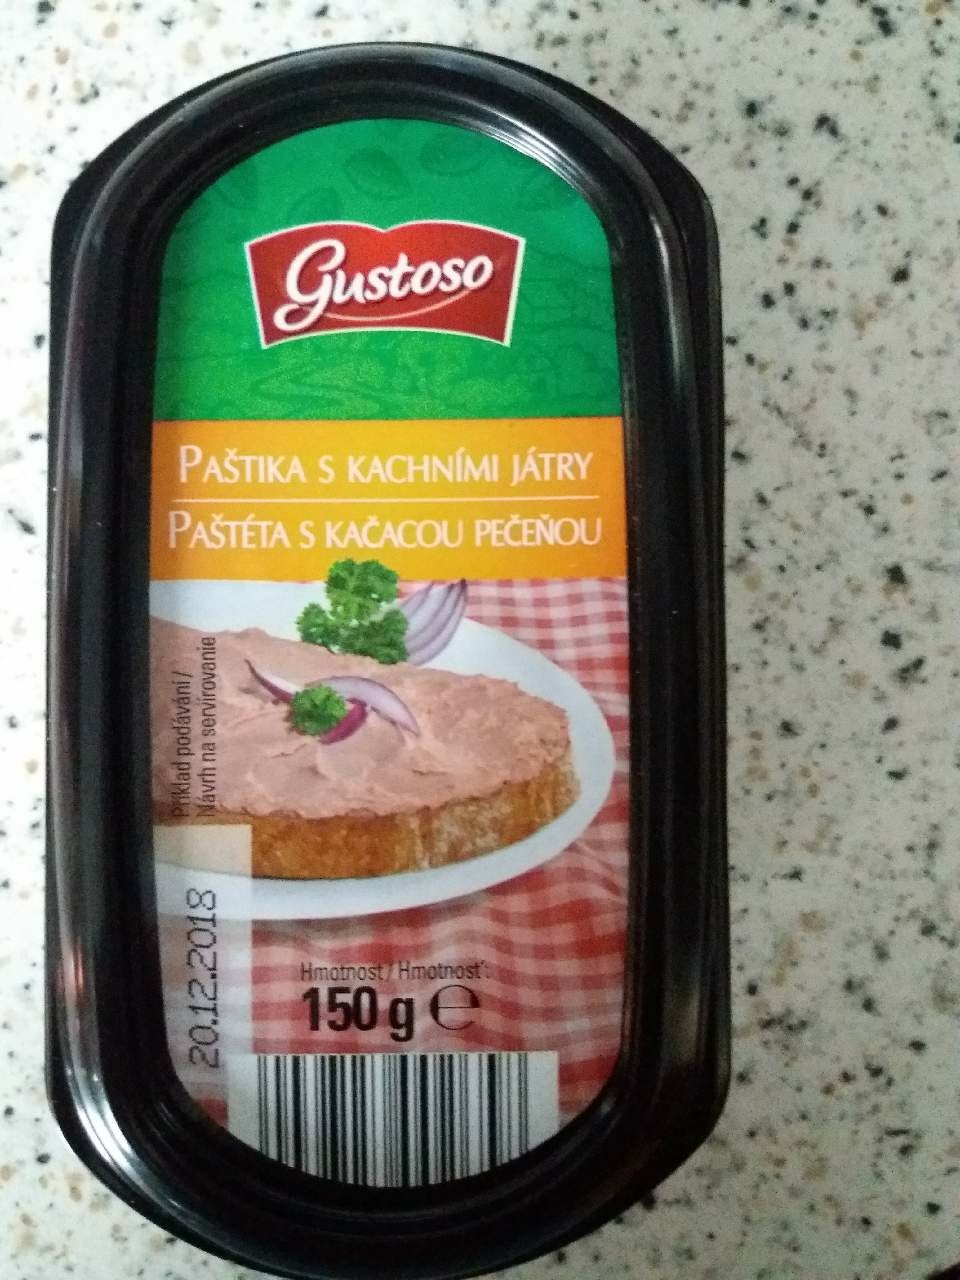 Gustoso
PAŠTIKA S KACHNÍMI JÁTRY
PAŠTÉTA S KAČACOU PEČEŇOU
Příklad podávání /
Návrh na servírovanie
20.12.2018
Hmotnost / Hmotnosť:
150 g ℮